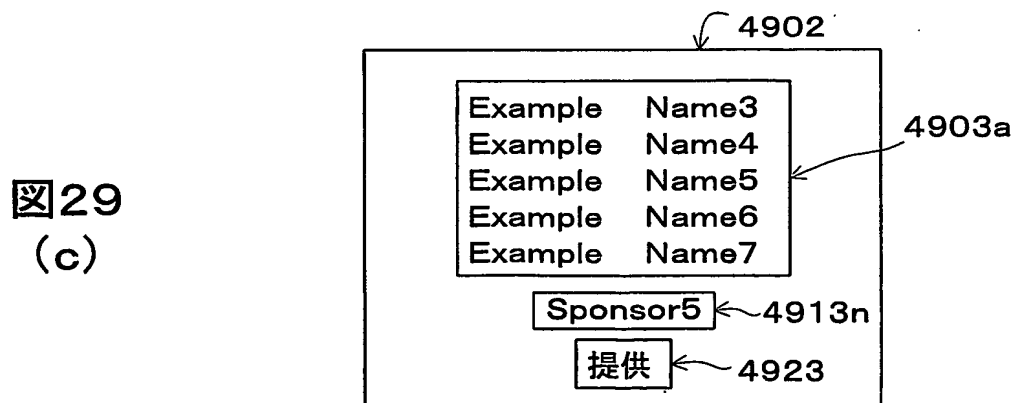 4902
Example Name3
Example Name4
Example Name5
Example Name6
Example Name7
4903a
図29
(c)
Sponsor5
4913n
提供
4923